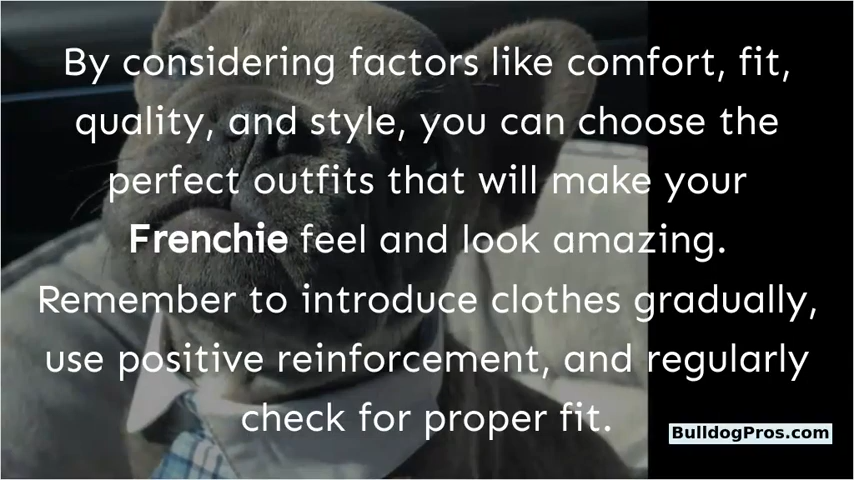 By considering factors like comfort, fit,
quality, and style, you can choose the
perfect outfits that will make your
Frenchie feel and look amazing.
Remember to introduce clothes gradually,
use positive reinforcement, and regularly
check for proper fit.
BulldogPros.com